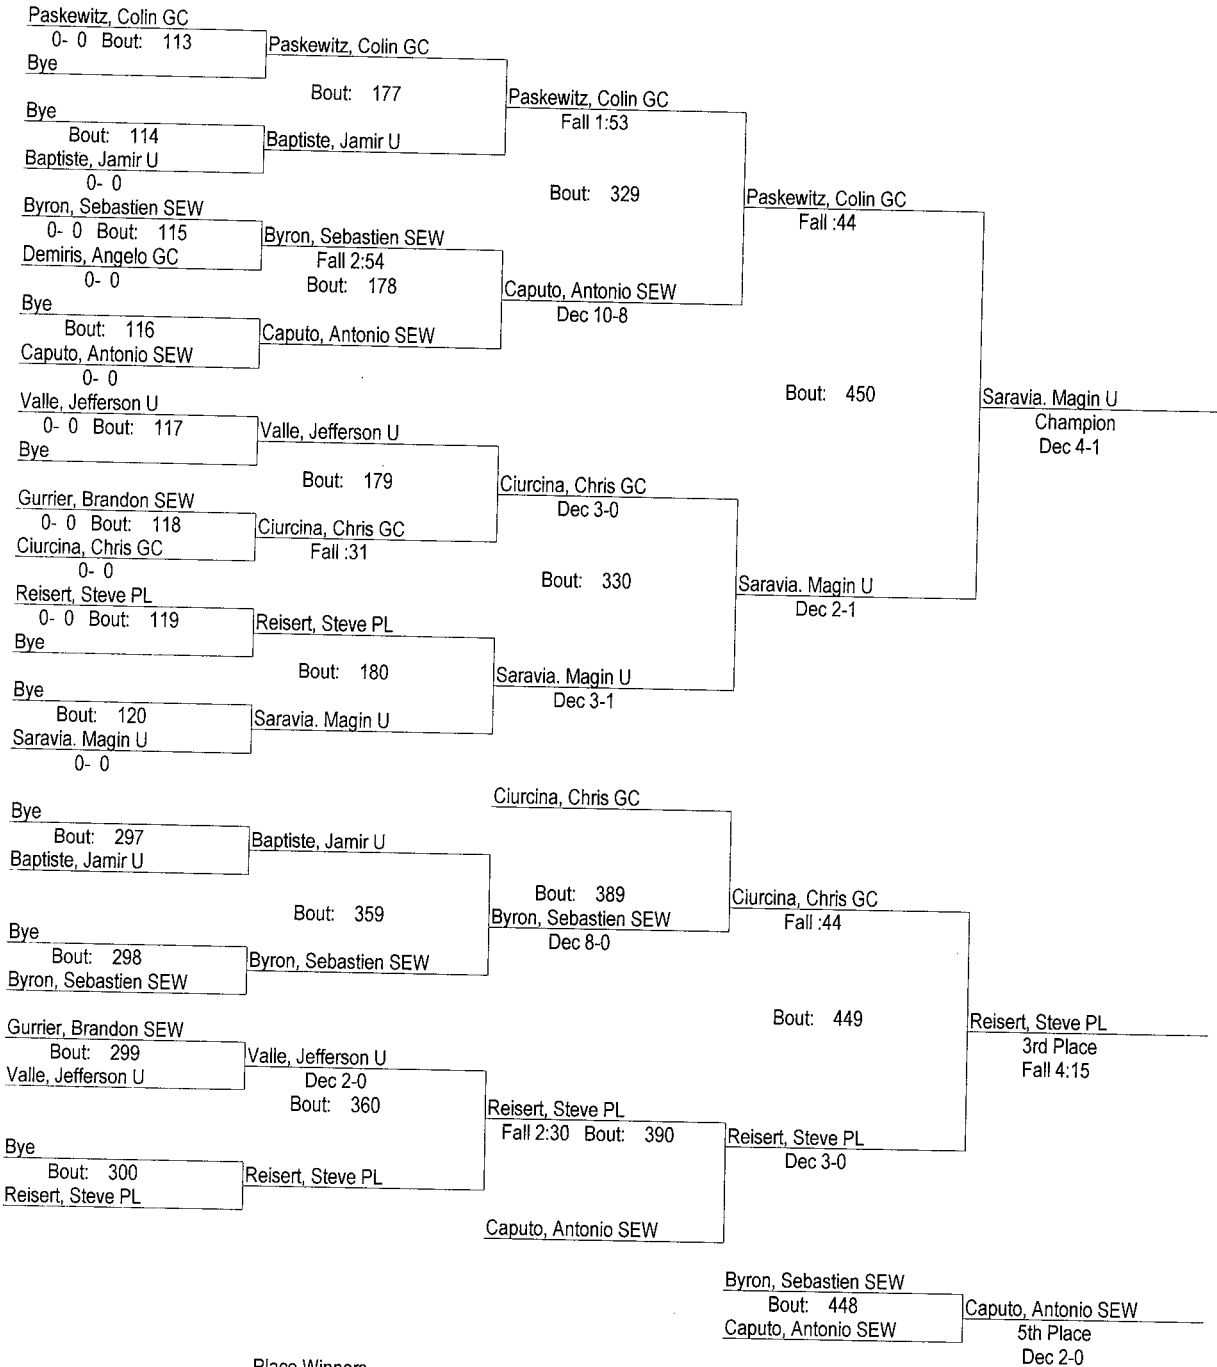 Paskewitz, Colin GC
0- 0 Bout: 113
Bye
Paskewitz, Colin GC
Bout: 177
Bye
Bout: 114
Baptiste, Jamir U
0- 0
Baptiste, Jamir U
Paskewitz, Colin GC
Fall 1:53
Bout: 329
Byron, Sebastien SEW
0- 0 Bout: 115
Demiris, Angelo GC
0- 0
Byron, Sebastien SEW
Fall 2:54
Bout: 178
Bye
Bout: 116
Caputo, Antonio SEW
0- 0
Caputo, Antonio SEW
Caputo, Antonio SEW
Dec 10-8
Paskewitz, Colin GC
Fall :44
Bout: 450
Saravia. Magin U
Champion
Dec 4-1
Valle, Jefferson U
0- 0 Bout: 117
Bye
Valle, Jefferson U
Bout: 179
Gurrier, Brandon SEW
0- 0 Bout: 118
Ciurcina, Chris GC
0- 0
Ciurcina, Chris GC
Fall :31
Ciurcina, Chris GC
Dec 3-0
Bout: 330
Saravia. Magin U
Dec 2-1
Reisert, Steve PL
0- 0 Bout: 119
Bye
Reisert, Steve PL
Bout: 180
Bye
Bout: 120
Saravia. Magin U
0- 0
Saravia. Magin U
Saravia. Magin U
Dec 3-1
Ciurcina, Chris GC
Bye
Bout: 297
Baptiste, Jamir U
Baptiste, Jamir U
Bout: 359
Bye
Bout: 298
Byron, Sebastien SEW
Byron, Sebastien SEW
Bout: 389
Byron, Sebastien SEW
Dec 8-0
Ciurcina, Chris GC
Fall :44
Bout: 449
Reisert, Steve PL
3rd Place
Fall 4:15
Gurrier, Brandon SEW
Bout: 299
Valle, Jefferson U
Valle, Jefferson U
Dec 2-0
Bout: 360
Bye
Bout: 300
Reisert, Steve PL
Reisert, Steve PL
Reisert, Steve PL
Fall 2:30 Bout: 390
Reisert, Steve PL
Dec 3-0
Caputo, Antonio SEW
Byron, Sebastien SEW
Bout: 448
Caputo, Antonio SEW
Caputo, Antonio SEW
5th Place
Dec 2-0
Place Winners